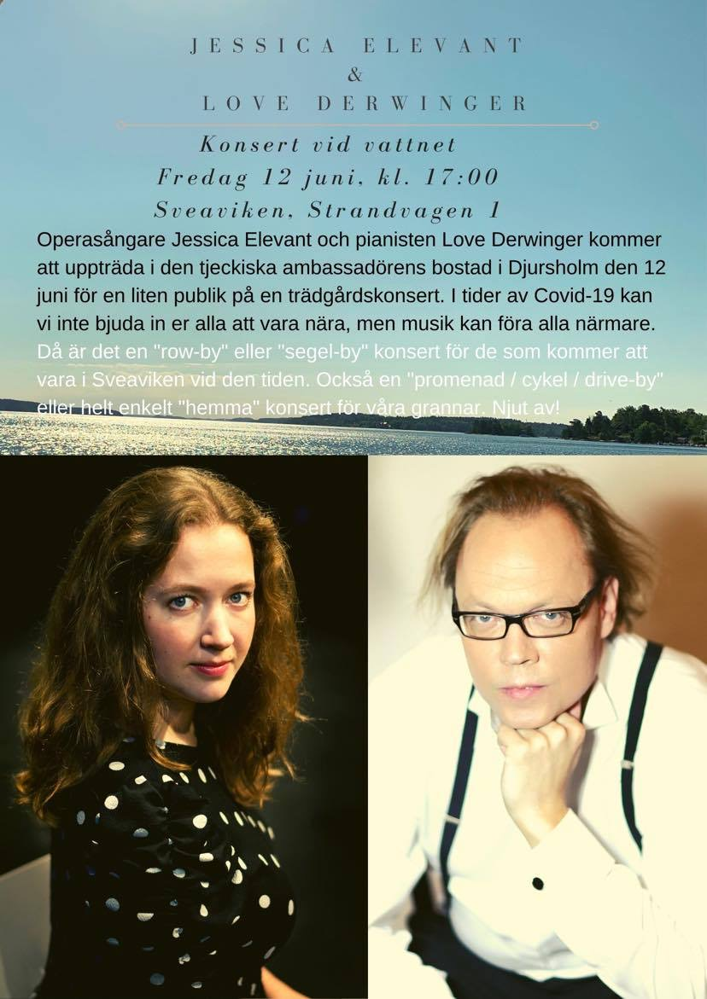 JESSICA ELEVANT
&
LOVE DERWINGER
Konsert vid vattnet
Fredag 12 juni, kl. 17:00
Sveaviken, Strandvagen 1
Operasångare Jessica Elevant och pianisten Love Derwinger kommer
att uppträda i den tjeckiska ambassadörens bostad i Djursholm den 12
juni för en liten publik på en trädgårdskonsert. I tider av Covid-19 kan
vi inte bjuda in er alla att vara nära, men musik kan föra alla närmare.
Då är det en "row-by" eller "segel-by" konsert för de som kommer att
vara i Sveaviken vid den tiden. Också en "promenad / cykel / drive-by"
eller helt enkelt "hemma" konsert för våra grannar. Njut av!